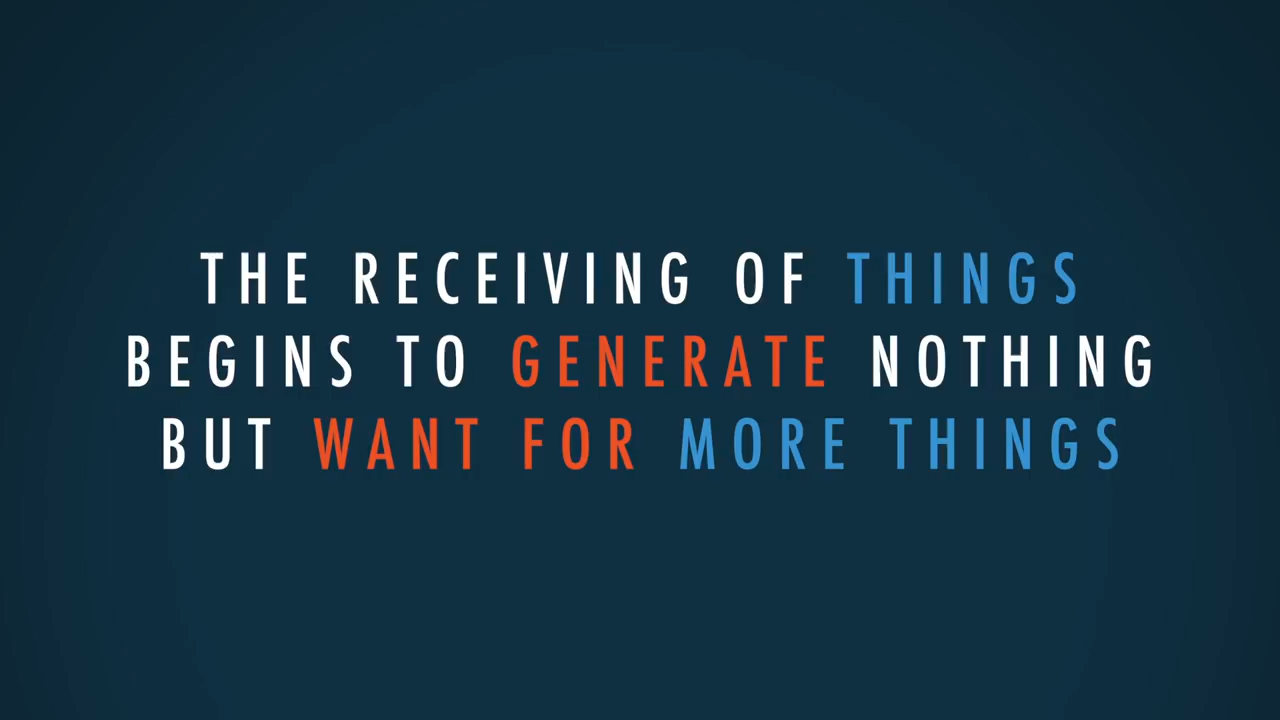 THE RECEIVING OF THINGS
BEGINS TO GENERATE NOTHING
BUT WANT FOR MORE THINGS